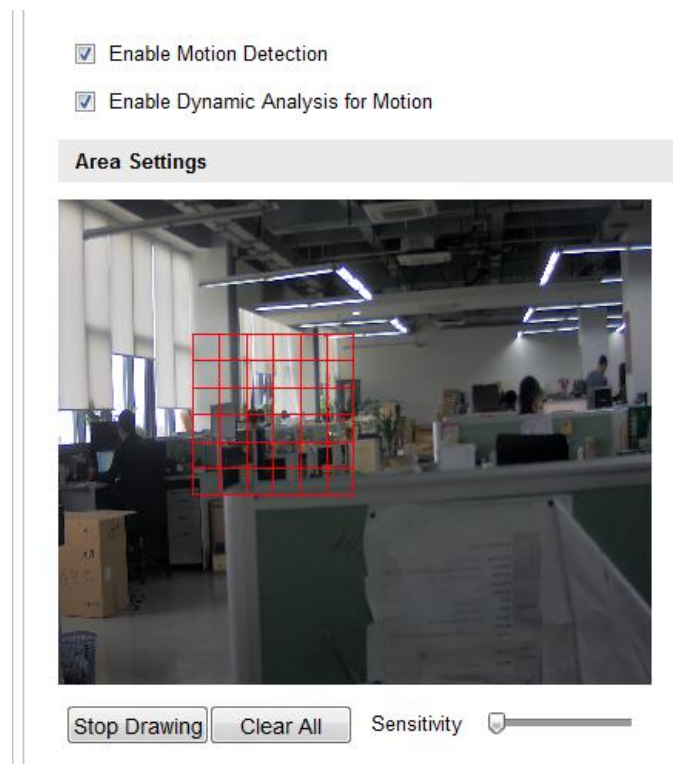 Enable Motion Detection
Enable Dynamic Analysis for Motion
Area Settings
Stop Drawing Clear All Sensitivity